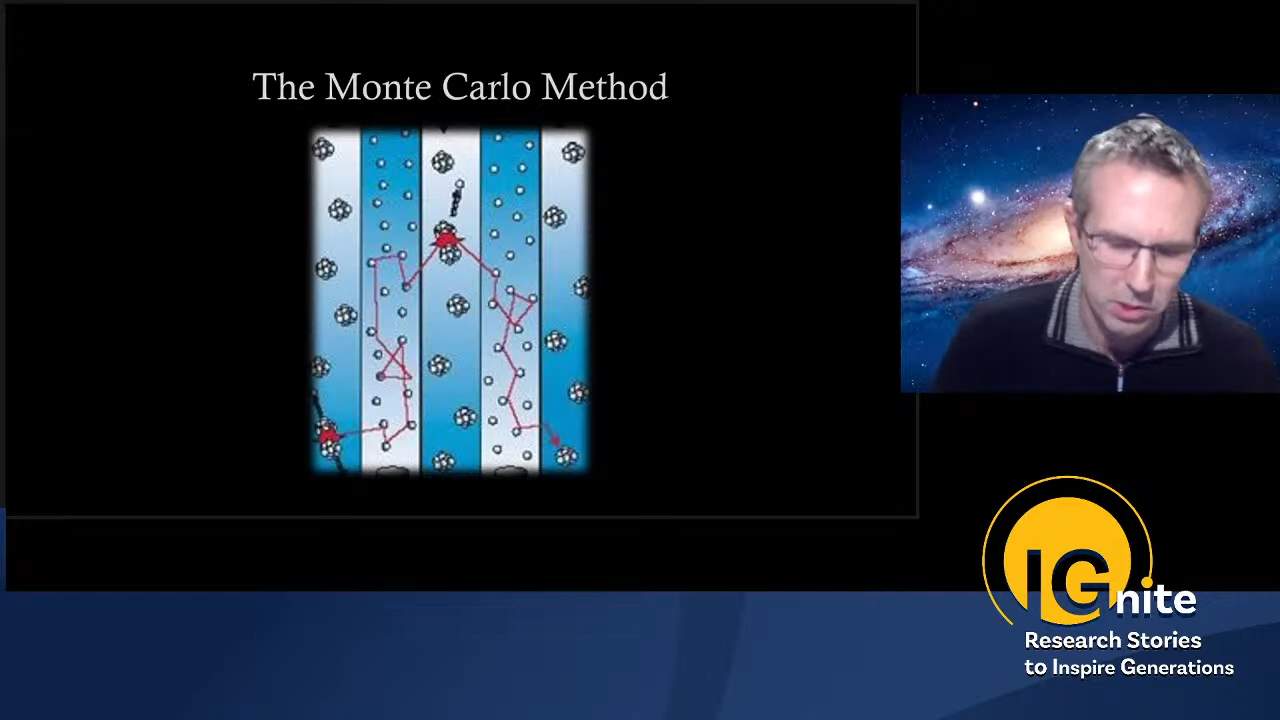 The Monte Carlo Method
IGnite
Research Stories
to Inspire Generations